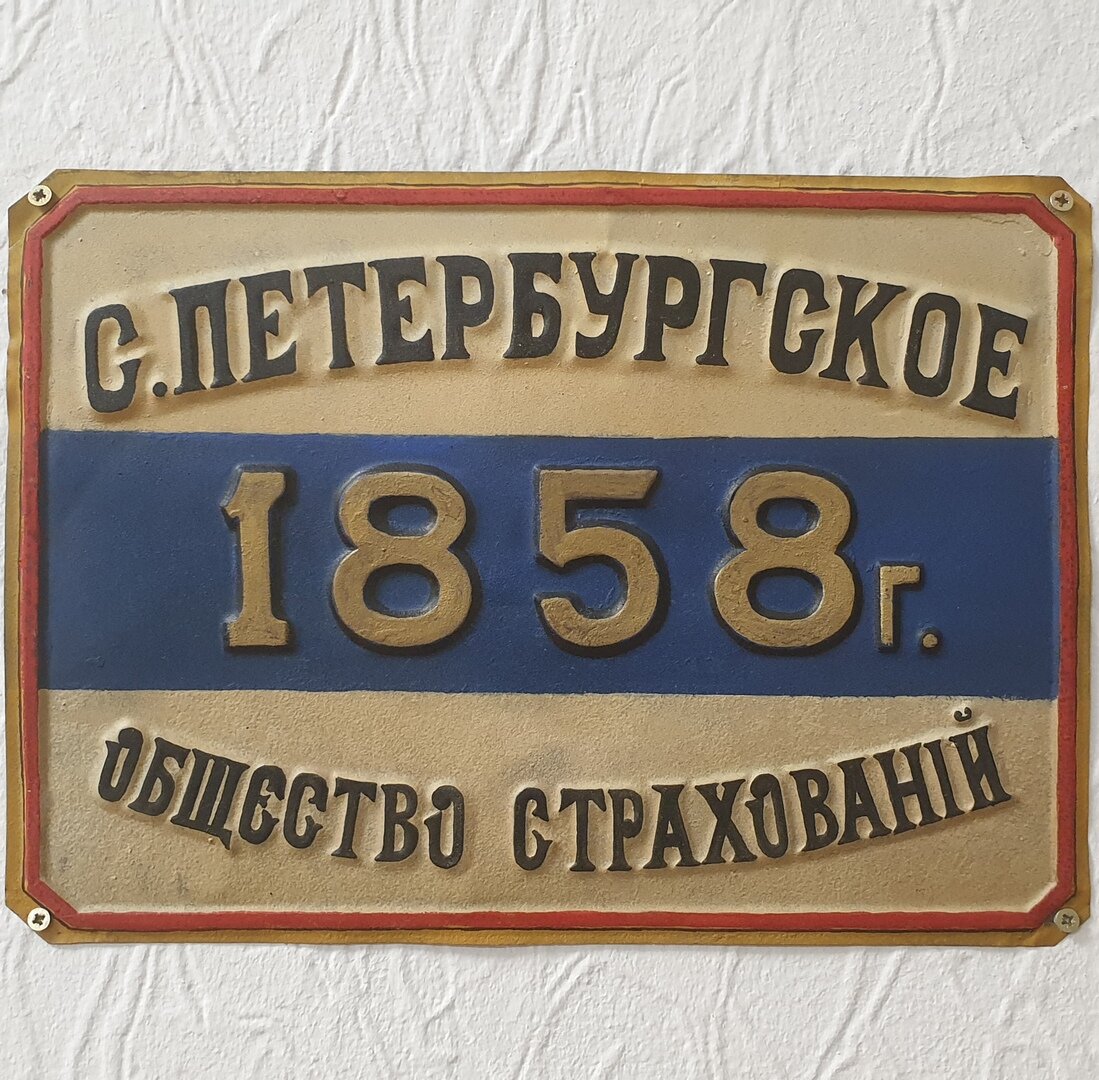 С.ПЕТЕРБУРГСКОЕ
1858г.
ОБЩЕСТВО СТРАХОВАНІЙ